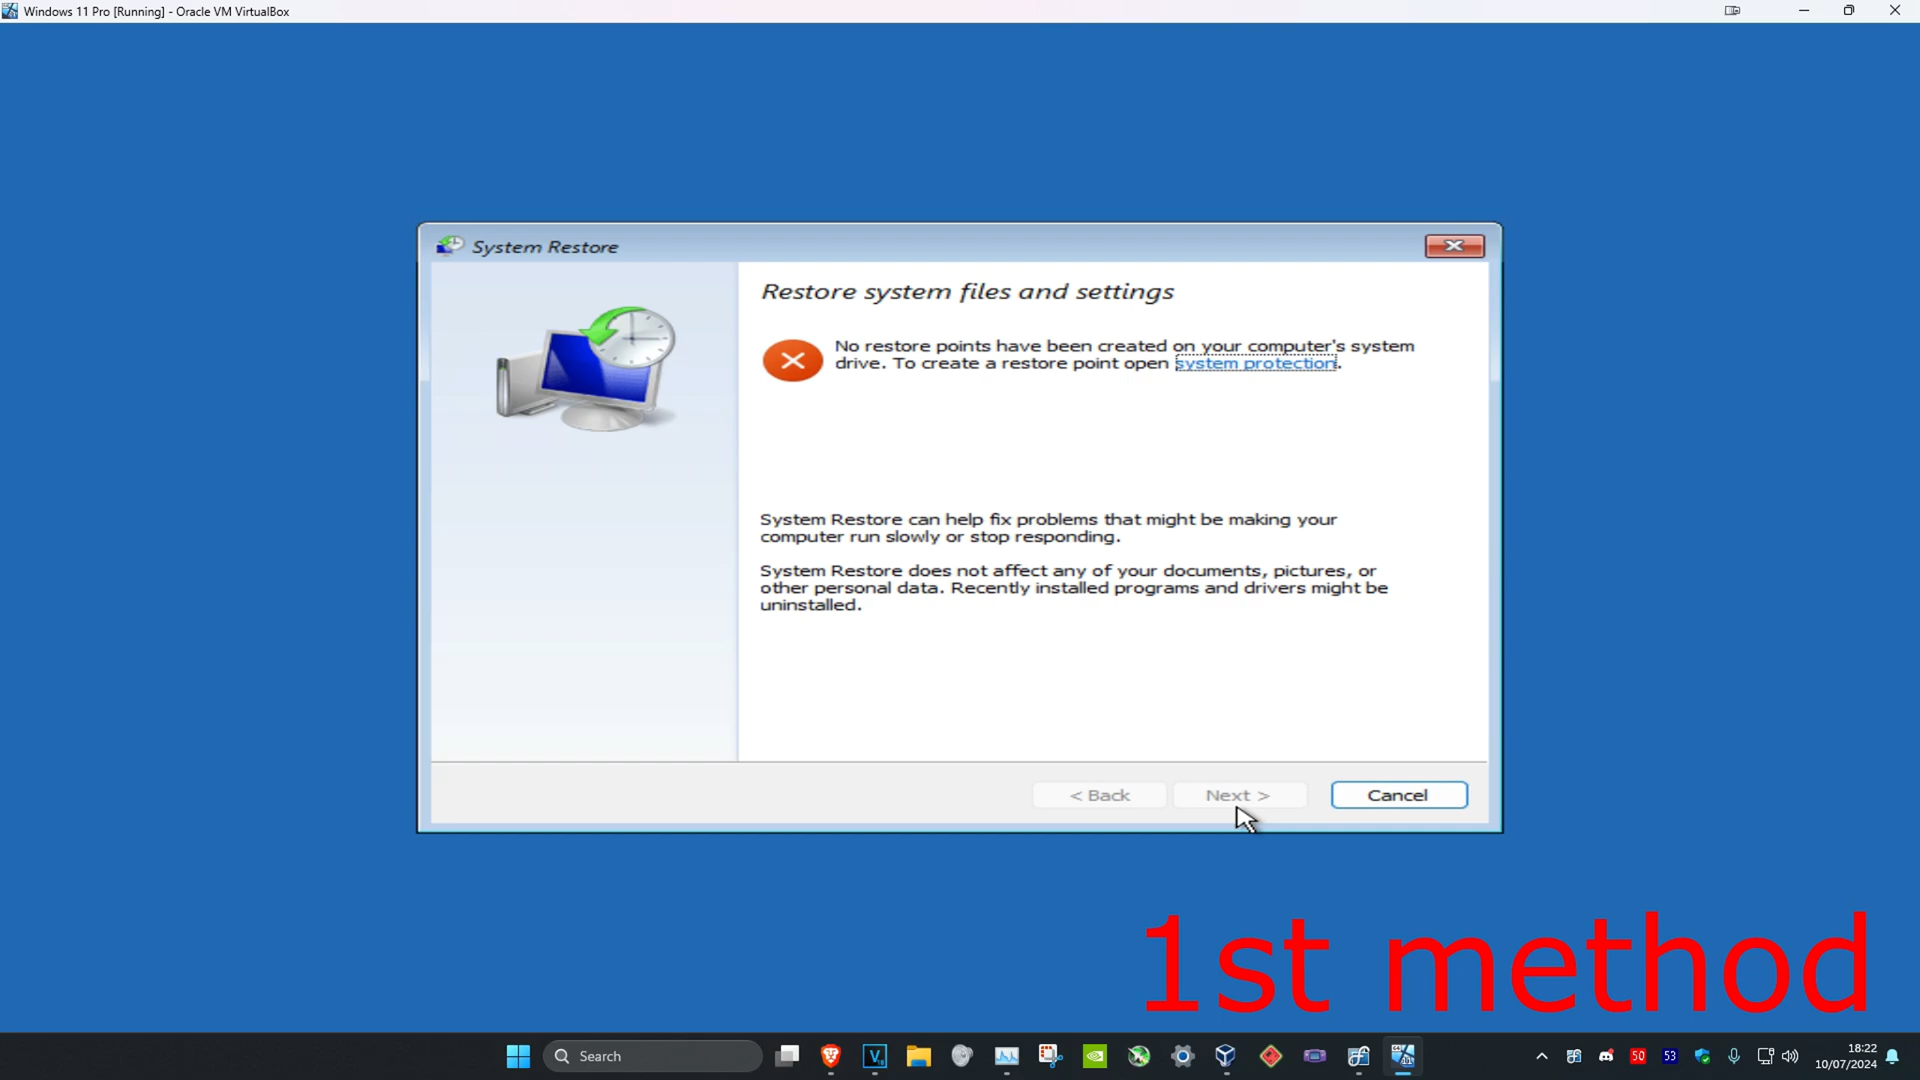 Windows 11 Pro [Running] - Oracle VM VirtualBox
System Restore
Restore system files and settings
No restore points have been created on your computer's system
drive. To create a restore point open system protection.
System Restore can help fix problems that might be making your
computer run slowly or stop responding.
System Restore does not affect any of your documents, pictures, or
other personal data. Recently installed programs and drivers might be
uninstalled.
< Back
Next >
Cancel
1st method
Search
50
53
18:22
10/07/2024